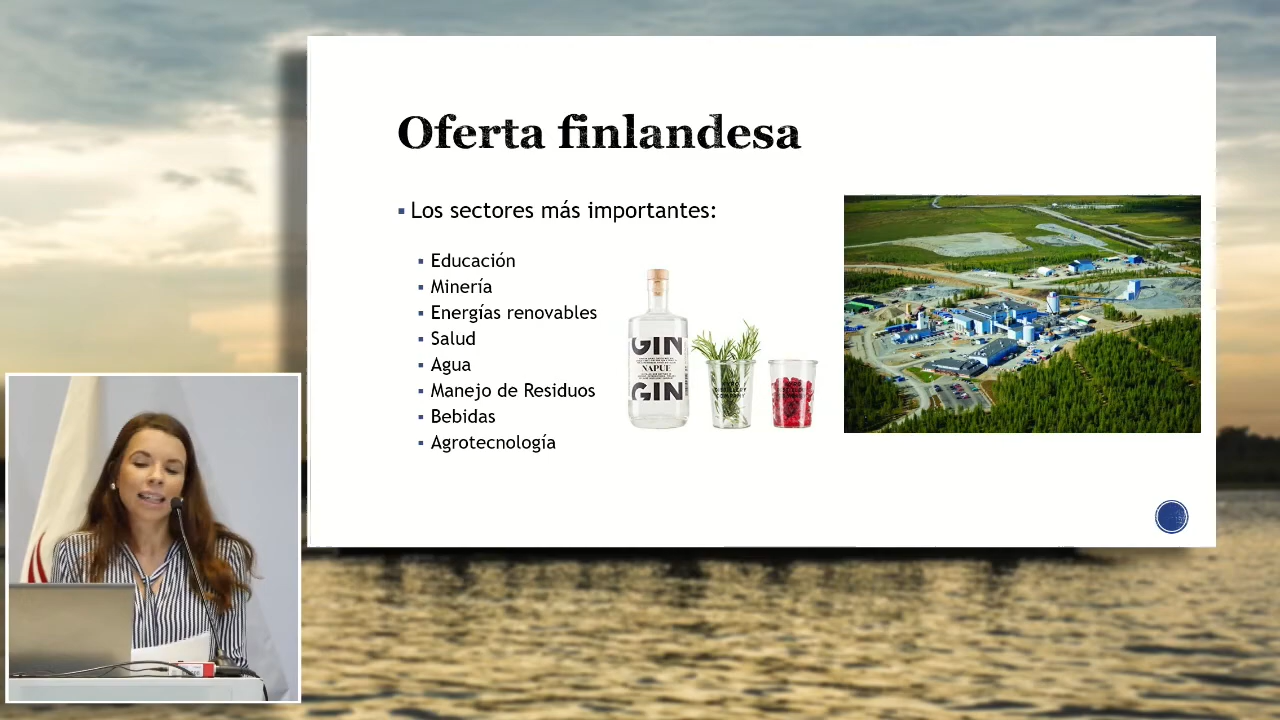 Oferta finlandesa
Los sectores más importantes:
Educación
Minería
Energías renovables
Salud
Agua
Manejo de Residuos
Bebidas
Agrotecnología
GIN
NAPUE
GIN